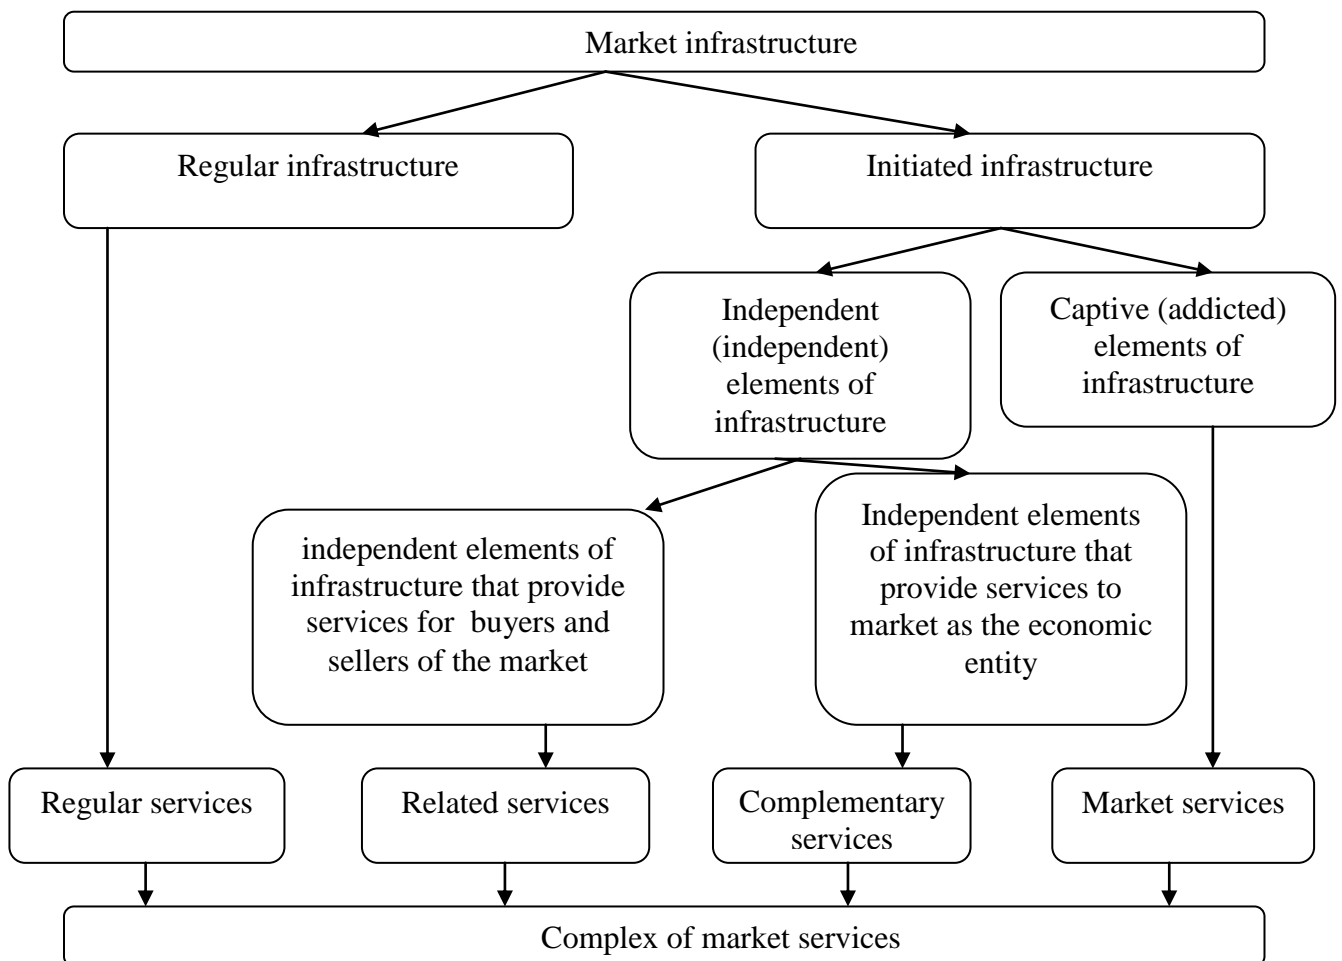 Market infrastructure
Regular infrastructure
Initiated infrastructure
Independent
(independent)
elements of
infrastructure
Captive (addicted)
elements of
infrastructure
independent elements of
infrastructure that provide
services for  buyers and
sellers of the market
Independent elements
of infrastructure that
provide services to
market as the economic
entity
Regular services
Related services
Complementary
services
Market services
Complex of market services